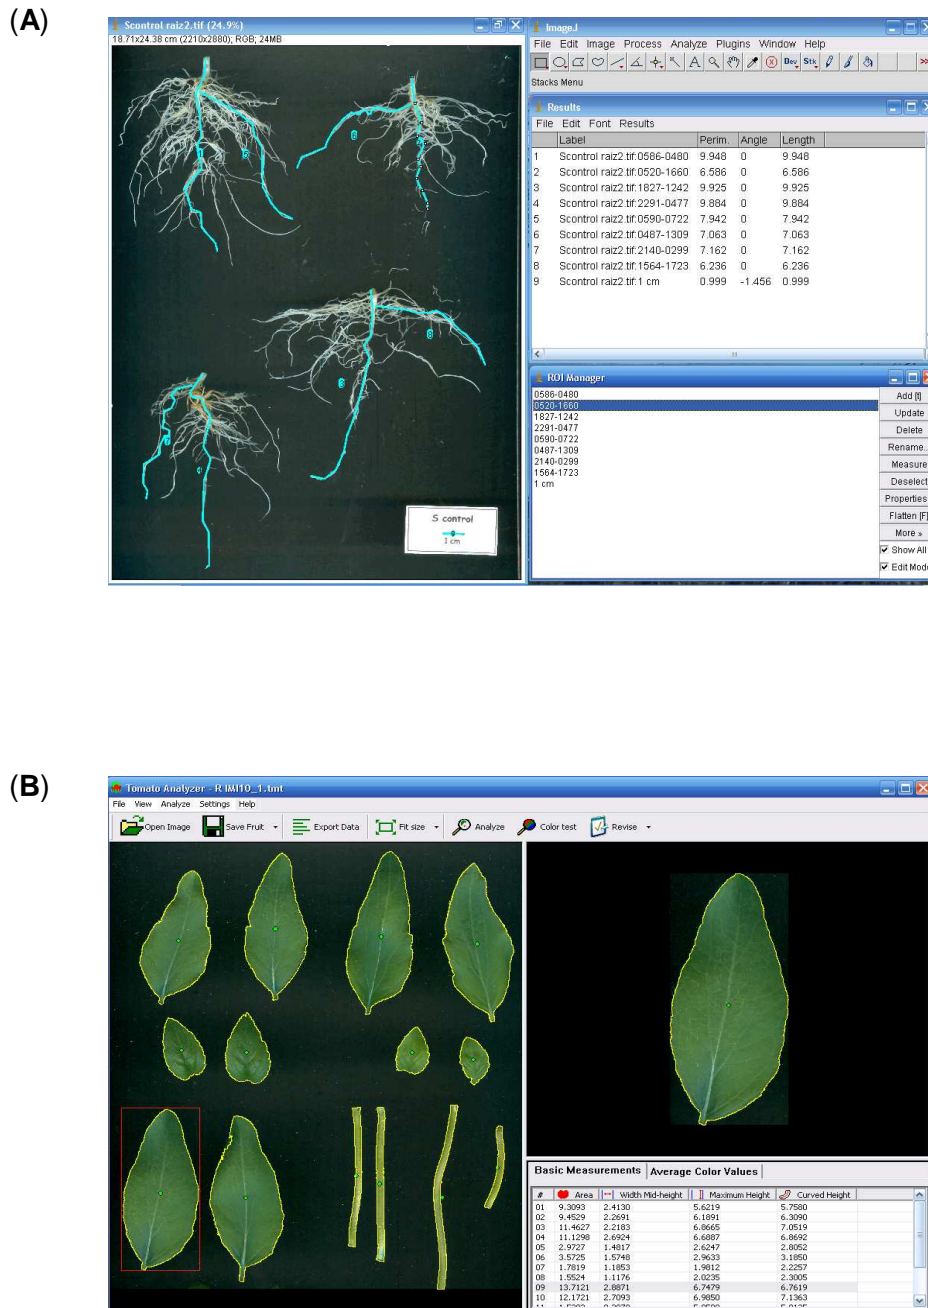 (A)
Scontrol raiz2.tif (24.9%)
18.71x24.38 cm (2210x2880); RGB; 24MB
S control
1 cm
ImageJ
File Edit Image Process Analyze Plugins Window Help
A Dev Stk >>
Stacks Menu
Results
File Edit Font Results
Label Perim. Angle Length
1 Scontrol raiz2.tif:0586-0480 9.948 0 9.948
2 Scontrol raiz2.tif:0520-1660 6.586 0 6.586
3 Scontrol raiz2.tif:1827-1242 9.925 0 9.925
4 Scontrol raiz2.tif:2291-0477 9.884 0 9.884
5 Scontrol raiz2.tif:0590-0722 7.942 0 7.942
6 Scontrol raiz2.tif:0487-1309 7.063 0 7.063
7 Scontrol raiz2.tif:2140-0299 7.162 0 7.162
8 Scontrol raiz2.tif:1564-1723 6.236 0 6.236
9 Scontrol raiz2.tif:1 cm 0.999 -1.456 0.999
ROI Manager
0586-0480
0520-1660
1827-1242
2291-0477
0590-0722
0487-1309
2140-0299
1564-1723
1 cm
Add [t]
Update
Delete
Rename..
Measure
Deselect
Properties
Flatten [F]
More »
Show All
Edit Mode
(B)
Tomato Analyzer - R IMI10_1.tmt
File View Analyze Settings Help
Open Image Save Fruit Export Data Fit size Analyze Color test Revise
Basic Measurements Average Color Values
# Area Width Mid-height Maximum Height Curved Height
01 9.3093 2.4130 5.6219 5.7580
02 9.4529 2.2691 6.1891 6.3090
03 11.4627 2.2183 6.8665 7.0519
04 11.1298 2.6924 6.6887 6.8692
05 2.9727 1.4817 2.6247 2.8052
06 3.5725 1.5748 2.9633 3.1850
07 1.7819 1.1853 1.9812 2.2257
08 1.5524 1.1176 2.0235 2.3005
09 13.7121 2.8871 6.7479 6.7619
10 12.1721 2.7093 6.9850 7.1363